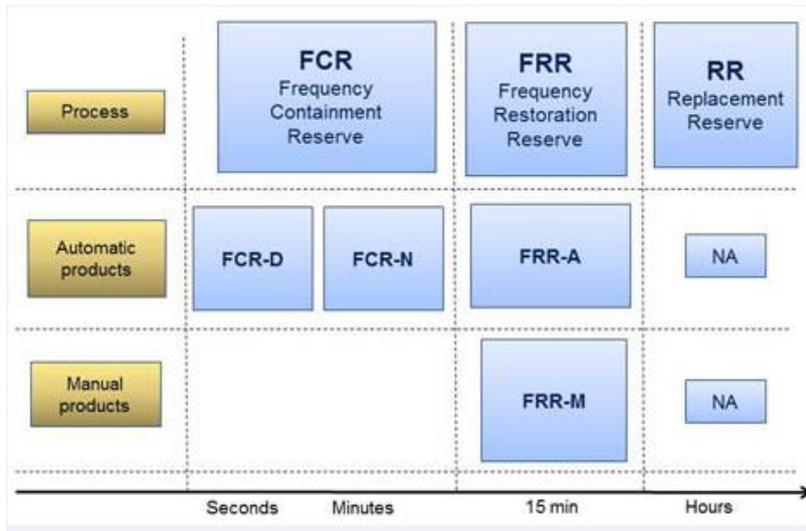 Process
FCR
Frequency
Containment
Reserve
FRR
Frequency
Restoration
Reserve
RR
Replacement
Reserve
Automatic
products
FCR-D
FCR-N
FRR-A
NA
Manual
products
FRR-M
NA
Seconds
Minutes
15 min
Hours